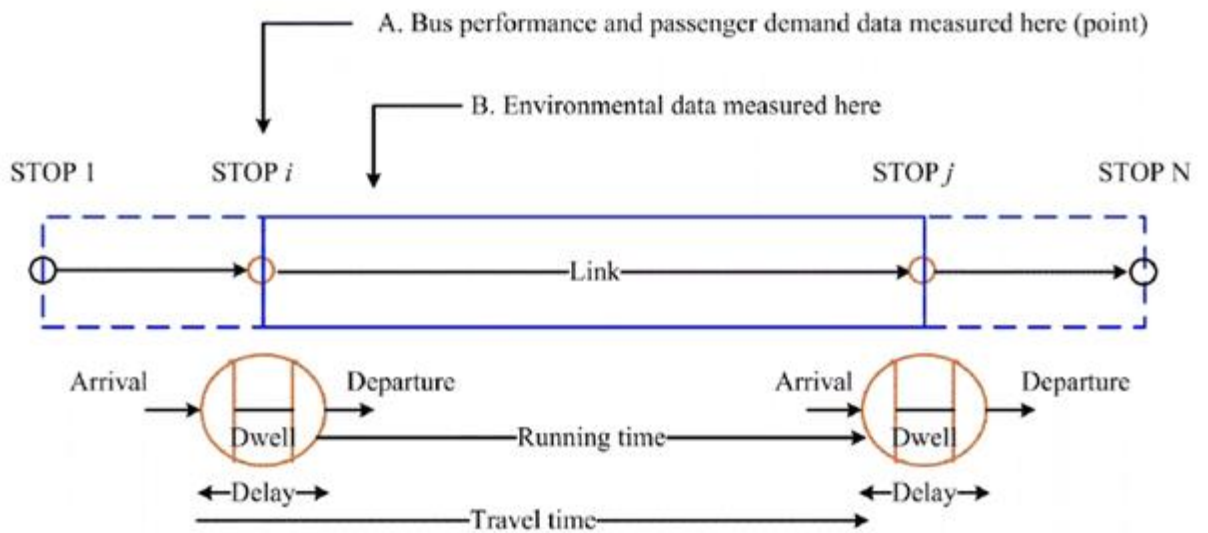 A. Bus performance and passenger demand data measured here (point)
B. Environmental data measured here
STOP 1 STOP i STOP j STOP N
Link
Arrival Departure Arrival Departure
Dwell Running time Dwell
Delay Delay
Travel time